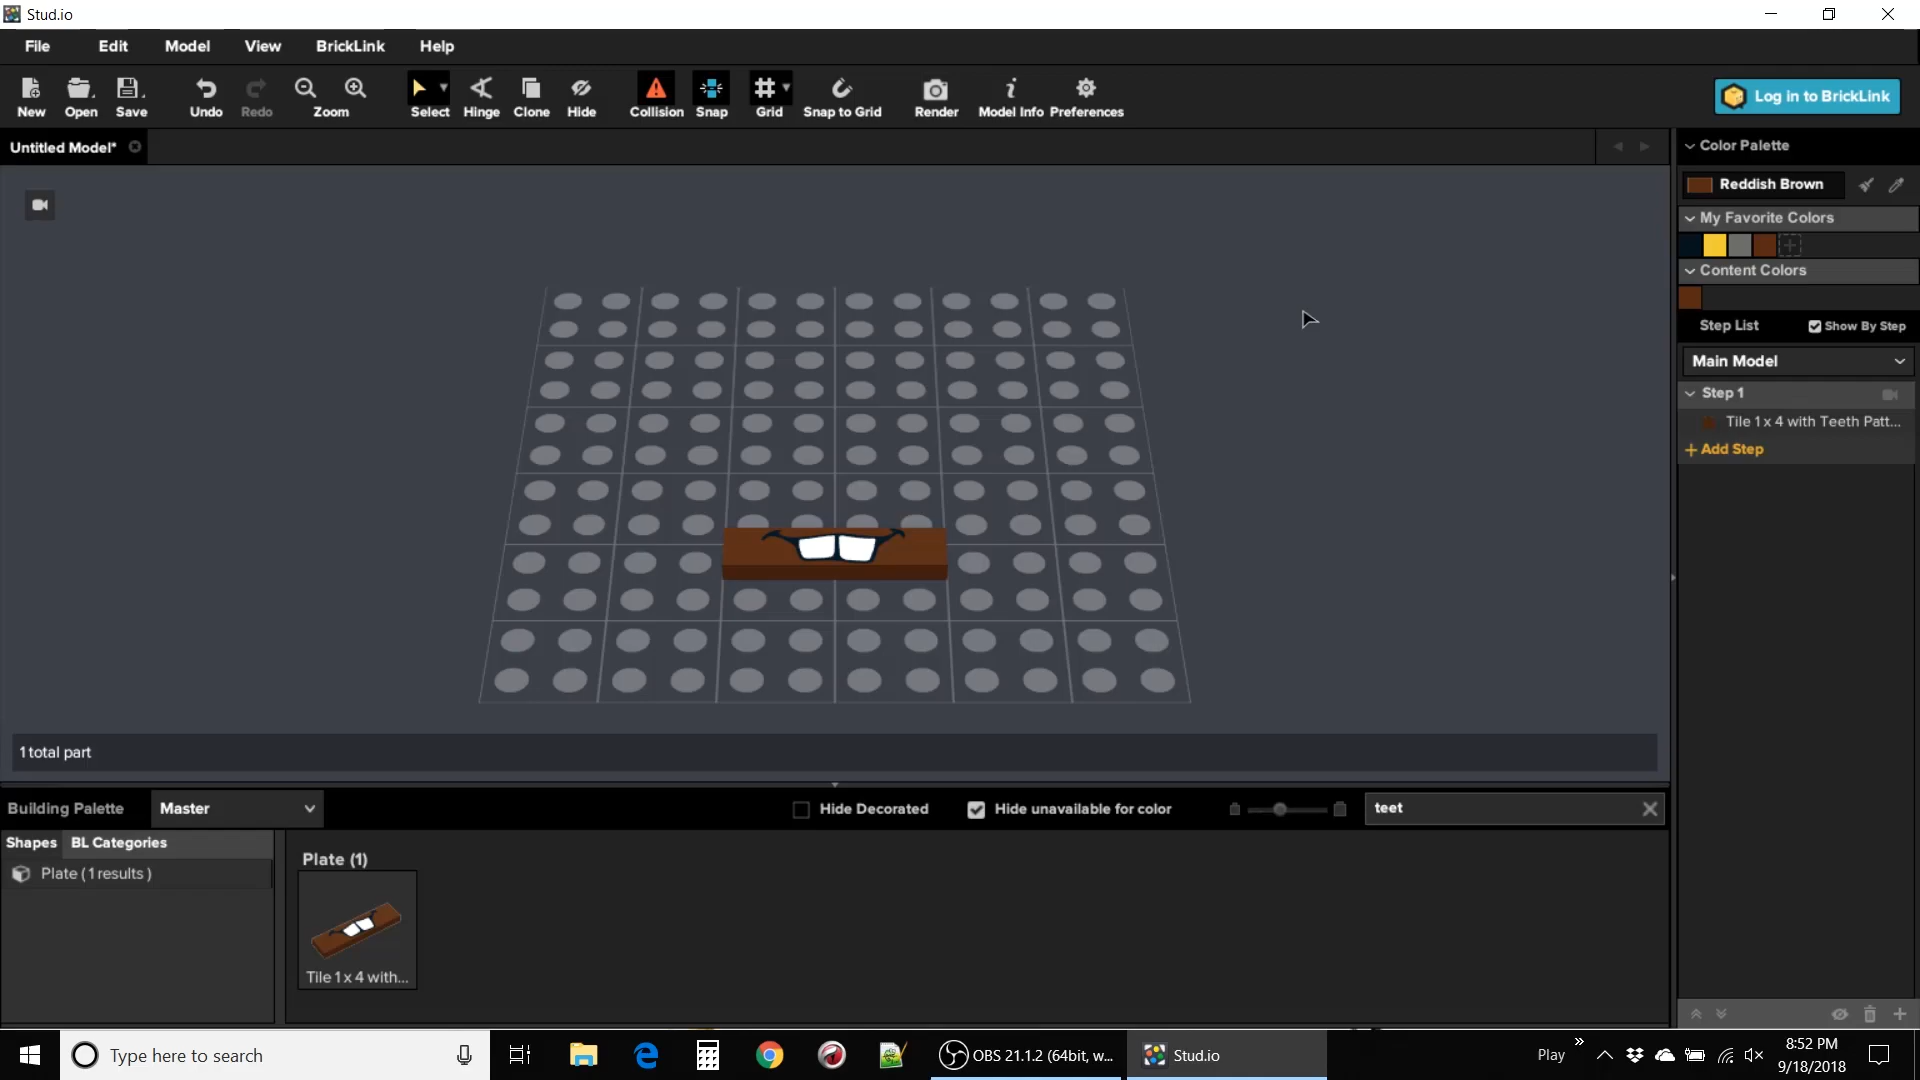 Stud.io
File Edit Model View BrickLink Help
New Open Save Undo Redo Zoom Select Hinge Clone Hide Collision Snap Grid Snap to Grid Render Model Info Preferences
Log in to BrickLink
Untitled Model*
Color Palette
Reddish Brown
My Favorite Colors
Content Colors
Step List Show By Step
Main Model
Step 1
Tile 1 x 4 with Teeth Patt...
+ Add Step
1 total part
Building Palette Master Hide Decorated Hide unavailable for color teet
Shapes BL Categories
Plate ( 1 results )
Plate (1)
Tile 1 x 4 with...
Type here to search
OBS 21.1.2 (64bit, w...
Stud.io
Play
8:52 PM
9/18/2018